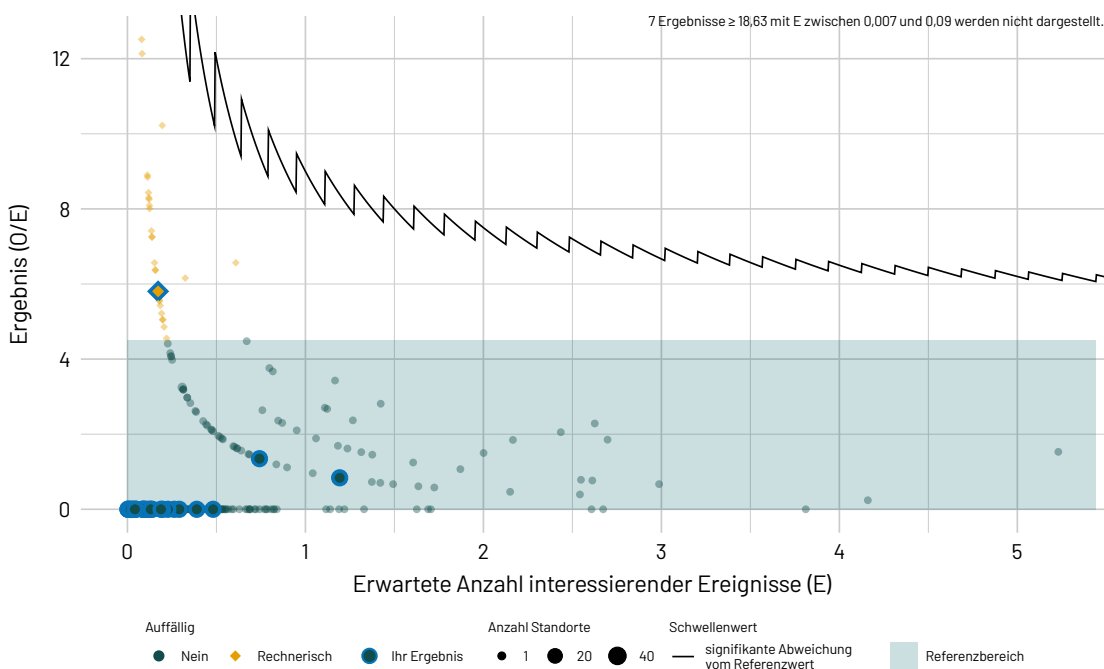 7 Ergebnisse ≥ 18,63 mit E zwischen 0,007 und 0,09 werden nicht dargestellt.
12
8
4
0
Ergebnis (O/E)
0 1 2 3 4 5
Erwartete Anzahl interessierender Ereignisse (E)
Auffällig
Nein Rechnerisch Ihr Ergebnis
Anzahl Standorte
1 20 40
Schwellenwert
signifikante Abweichung
vom Referenzwert
Referenzbereich